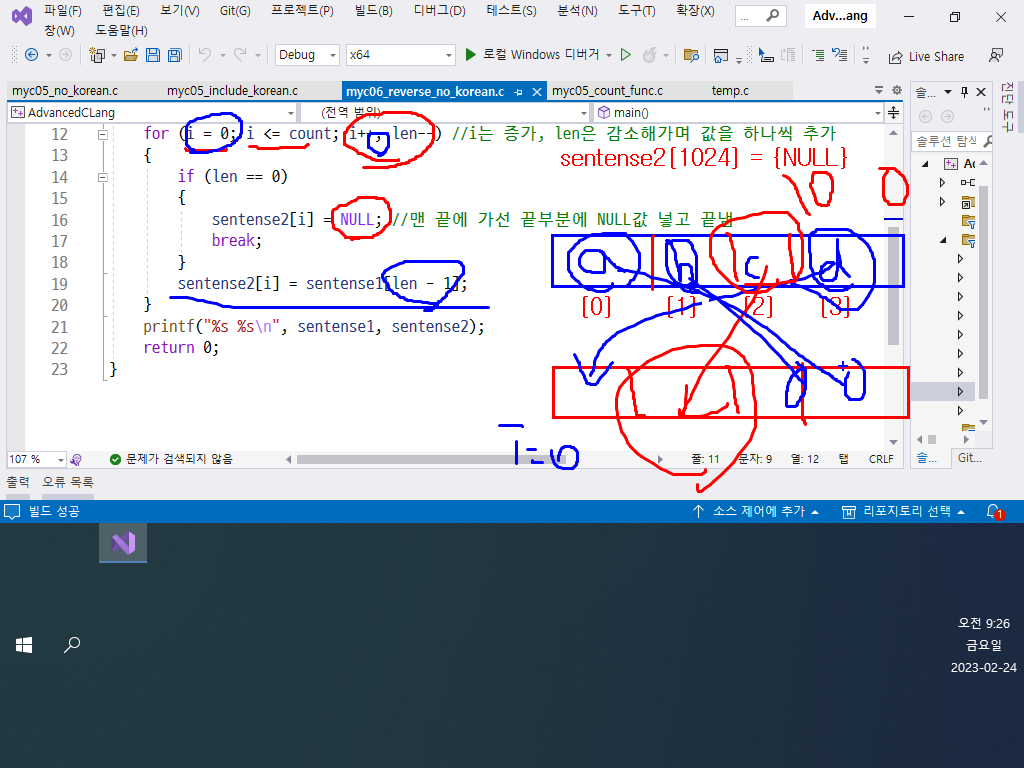 파일(F) 편집(E) 보기(V) Git(G) 프로젝트(P) 빌드(B) 디버그(D) 테스트(S) 분석(N) 도구(T) 확장(X) ... Adv...ang
창(W) 도움말(H)
Debug x64 로컬 Windows 디버거 Live Share
myc05_no_korean.c myc05_include_korean.c myc06_reverse_no_korean.c myc05_count_func.c temp.c 솔...
AdvancedCLang (전역 범위) main()
진단 도구
솔루션 탐색
12 for (i = 0; i <= count; i++, len--) //i는 증가, len은 감소해가며 값을 하나씩 추가
13 {
sentense2[1024] = {NULL}
14 if (len == 0)
15 {
16 sentense2[i] = NULL; //맨 끝에 가선 끝부분에 NULL값 넣고 끝냄
17 break;
18 }
19 sentense2[i] = sentense1[len - 1];
20 }
21 printf("%s %s\n", sentense1, sentense2);
22 return 0;
23 }
0 0
a b c d
[0] [1] [2] [3]
i=0
107 % 문제가 검색되지 않음 줄: 11 문자: 9 열: 12 탭 CRLF 솔... Git...
출력 오류 목록
빌드 성공 소스 제어에 추가 리포지토리 선택 1
오전 9:26
금요일
2023-02-24